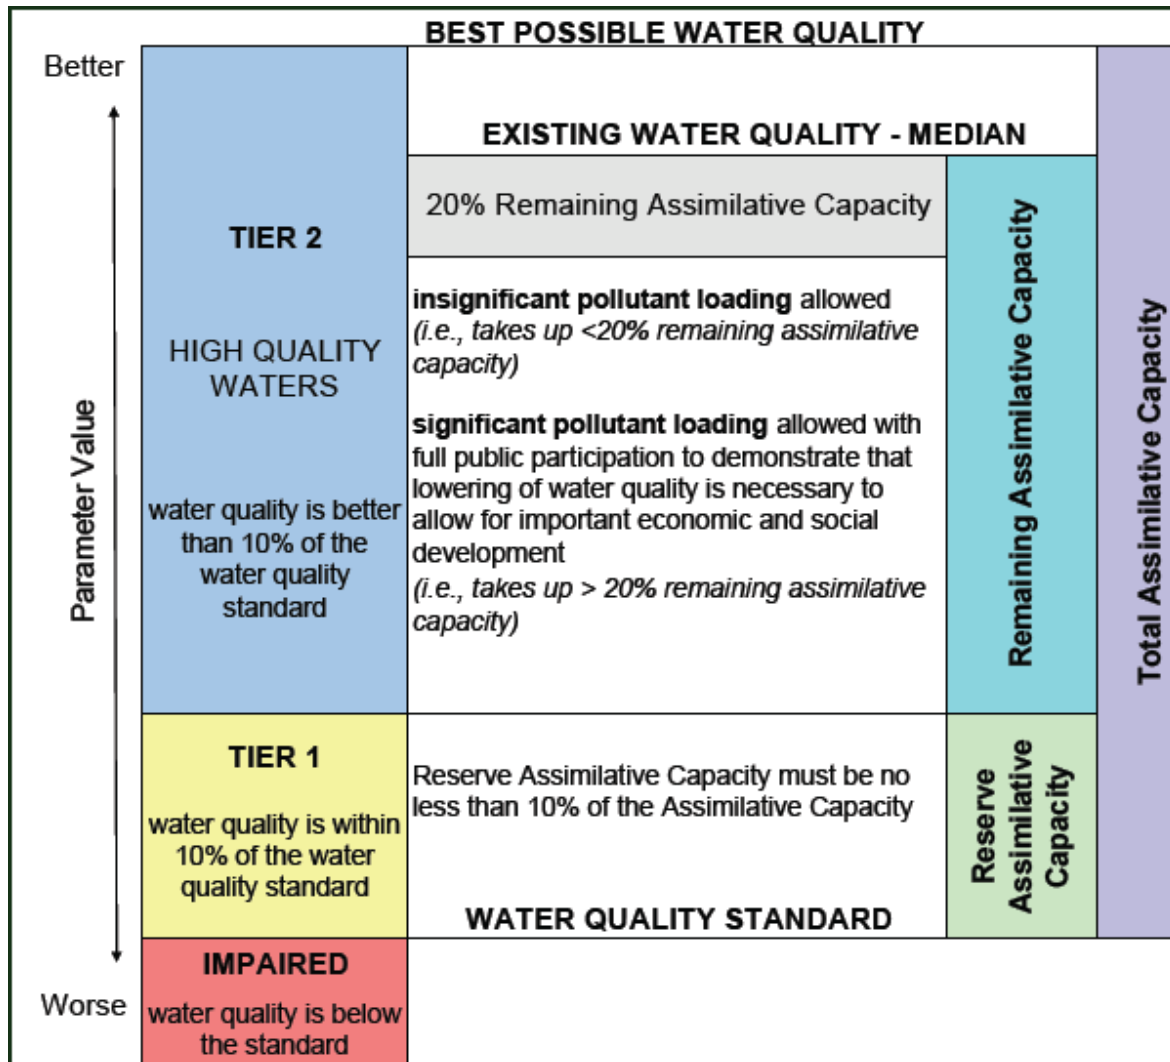 BEST POSSIBLE WATER QUALITY
Better
Parameter Value
Worse
TIER 2
HIGH QUALITY
WATERS
water quality is better
than 10% of the
water quality
standard
TIER 1
water quality is within
10% of the water
quality standard
IMPAIRED
water quality is below
the standard
EXISTING WATER QUALITY - MEDIAN
20% Remaining Assimilative Capacity
insignificant pollutant loading allowed
(i.e., takes up <20% remaining assimilative
capacity)
significant pollutant loading allowed with
full public participation to demonstrate that
lowering of water quality is necessary to
allow for important economic and social
development
(i.e., takes up > 20% remaining assimilative
capacity)
Reserve Assimilative Capacity must be no
less than 10% of the Assimilative Capacity
WATER QUALITY STANDARD
Remaining Assimilative Capacity
Reserve
Assimilative
Capacity
Total Assimilative Capacity